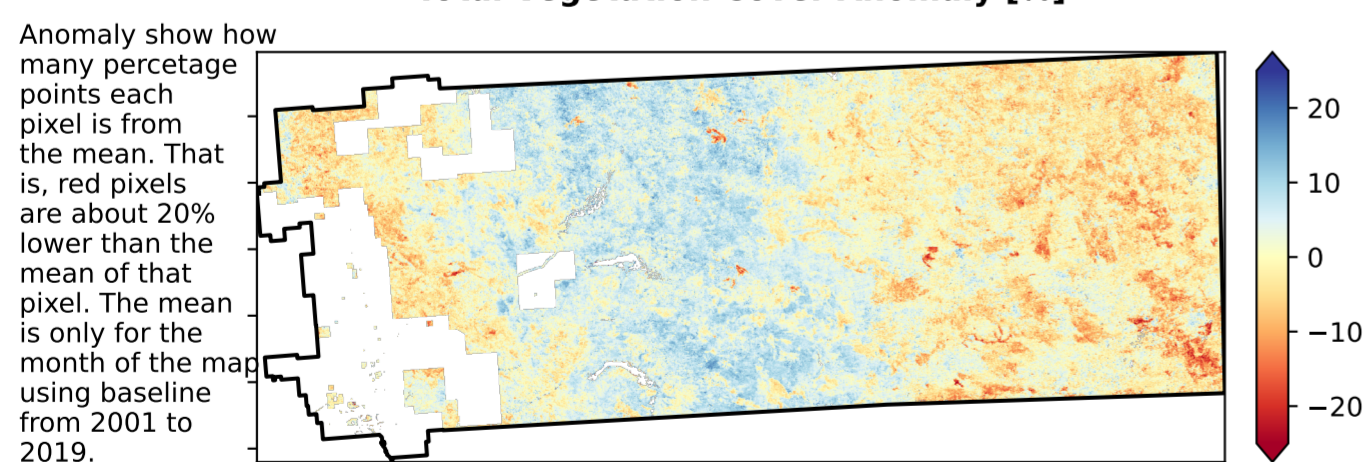 Anomaly show how
many percetage
points each
pixel is from
the mean. That
is, red pixels
are about 20%
lower than the
mean of that
pixel. The mean
is only for the
month of the map
using baseline
from 2001 to
2019.
20
10
0
−10
−20